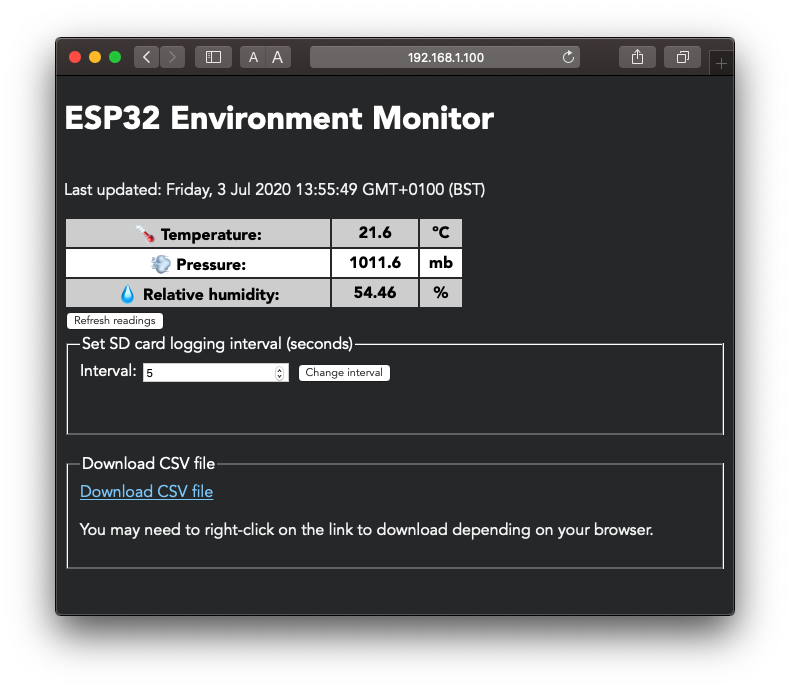 A A 192.168.1.100
ESP32 Environment Monitor
Last updated: Friday, 3 Jul 2020 13:55:49 GMT+0100 (BST)
Temperature: 21.6 °C
Pressure: 1011.6 mb
Relative humidity: 54.46 %
Refresh readings
Set SD card logging interval (seconds)
Interval: 5 Change interval
Download CSV file
Download CSV file
You may need to right-click on the link to download depending on your browser.